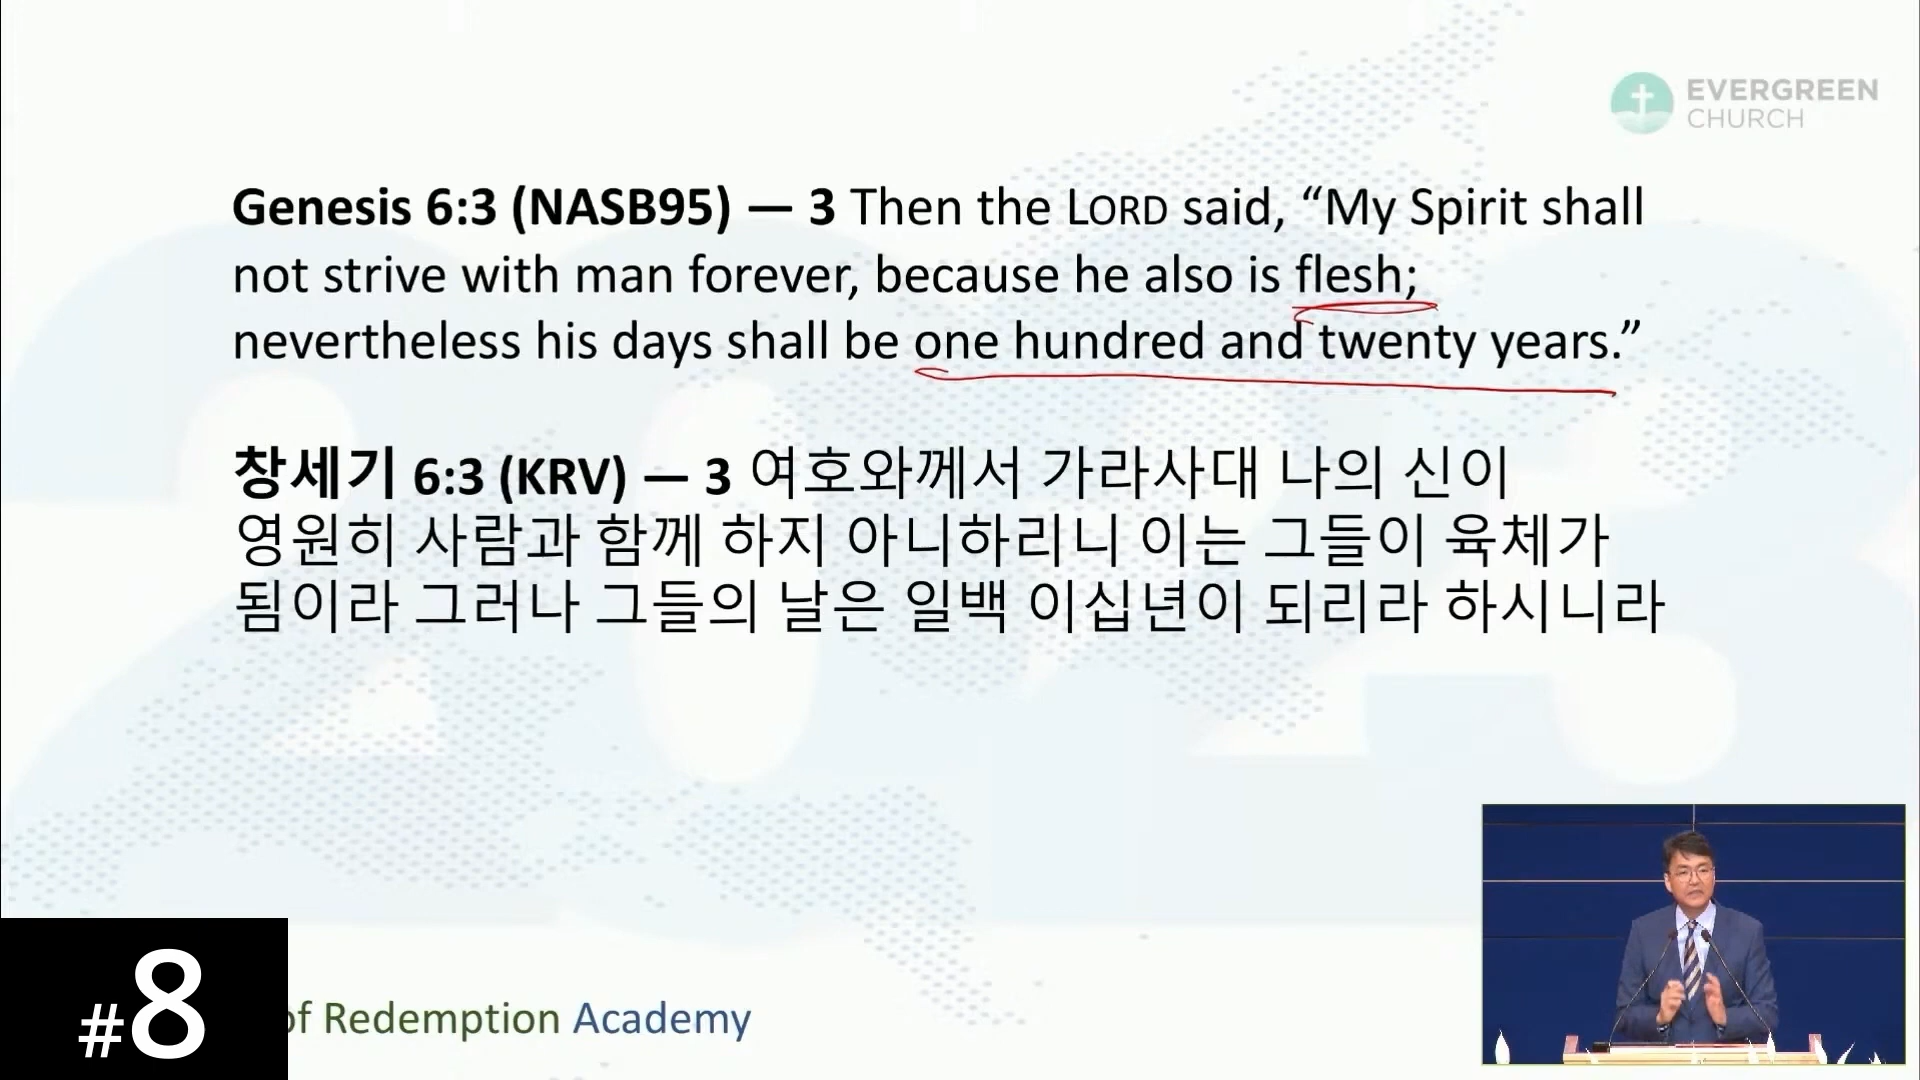 EVERGREEN
CHURCH
Genesis 6:3 (NASB95) — 3 Then the LORD said, “My Spirit shall
not strive with man forever, because he also is flesh;
nevertheless his days shall be one hundred and twenty years.”
창세기 6:3 (KRV) — 3 여호와께서 가라사대 나의 신이
영원히 사람과 함께 하지 아니하리니 이는 그들이 육체가
됨이라 그러나 그들의 날은 일백 이십년이 되리라 하시니라
#8
of Redemption Academy